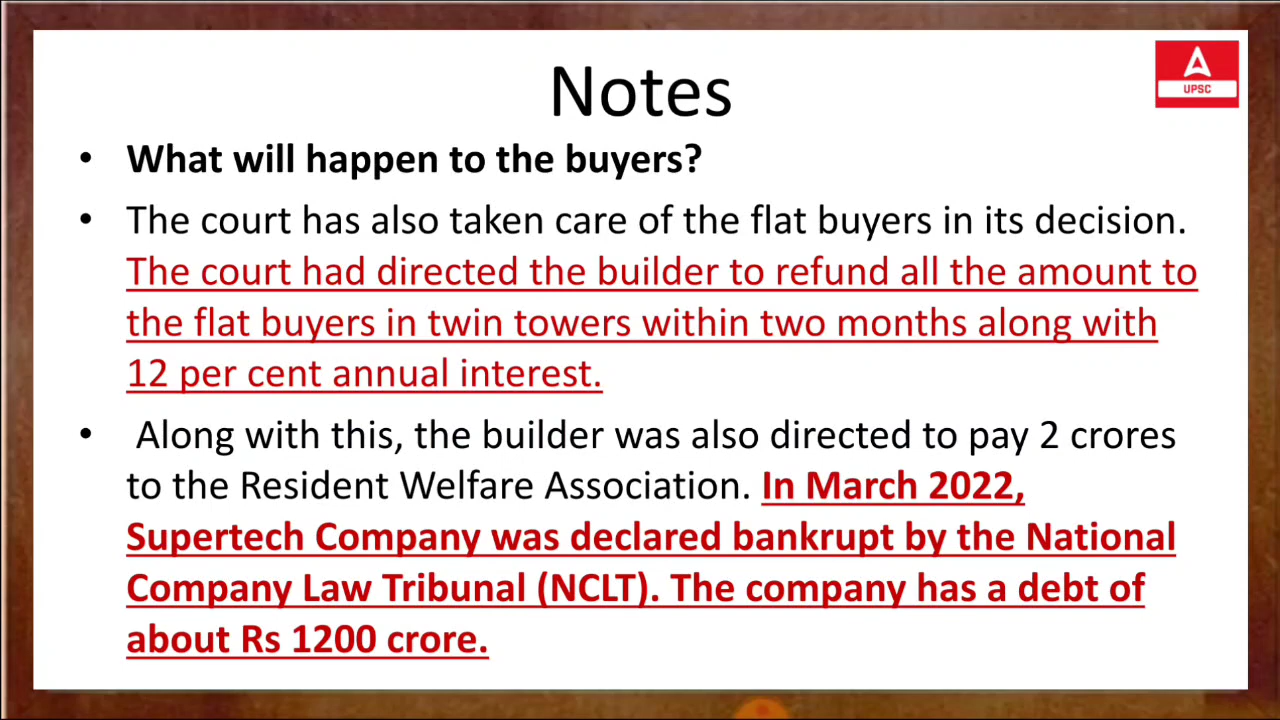 Notes
UPSC
• What will happen to the buyers?
• The court has also taken care of the flat buyers in its decision.
The court had directed the builder to refund all the amount to
the flat buyers in twin towers within two months along with
12 per cent annual interest.
• Along with this, the builder was also directed to pay 2 crores
to the Resident Welfare Association. In March 2022,
Supertech Company was declared bankrupt by the National
Company Law Tribunal (NCLT). The company has a debt of
about Rs 1200 crore.